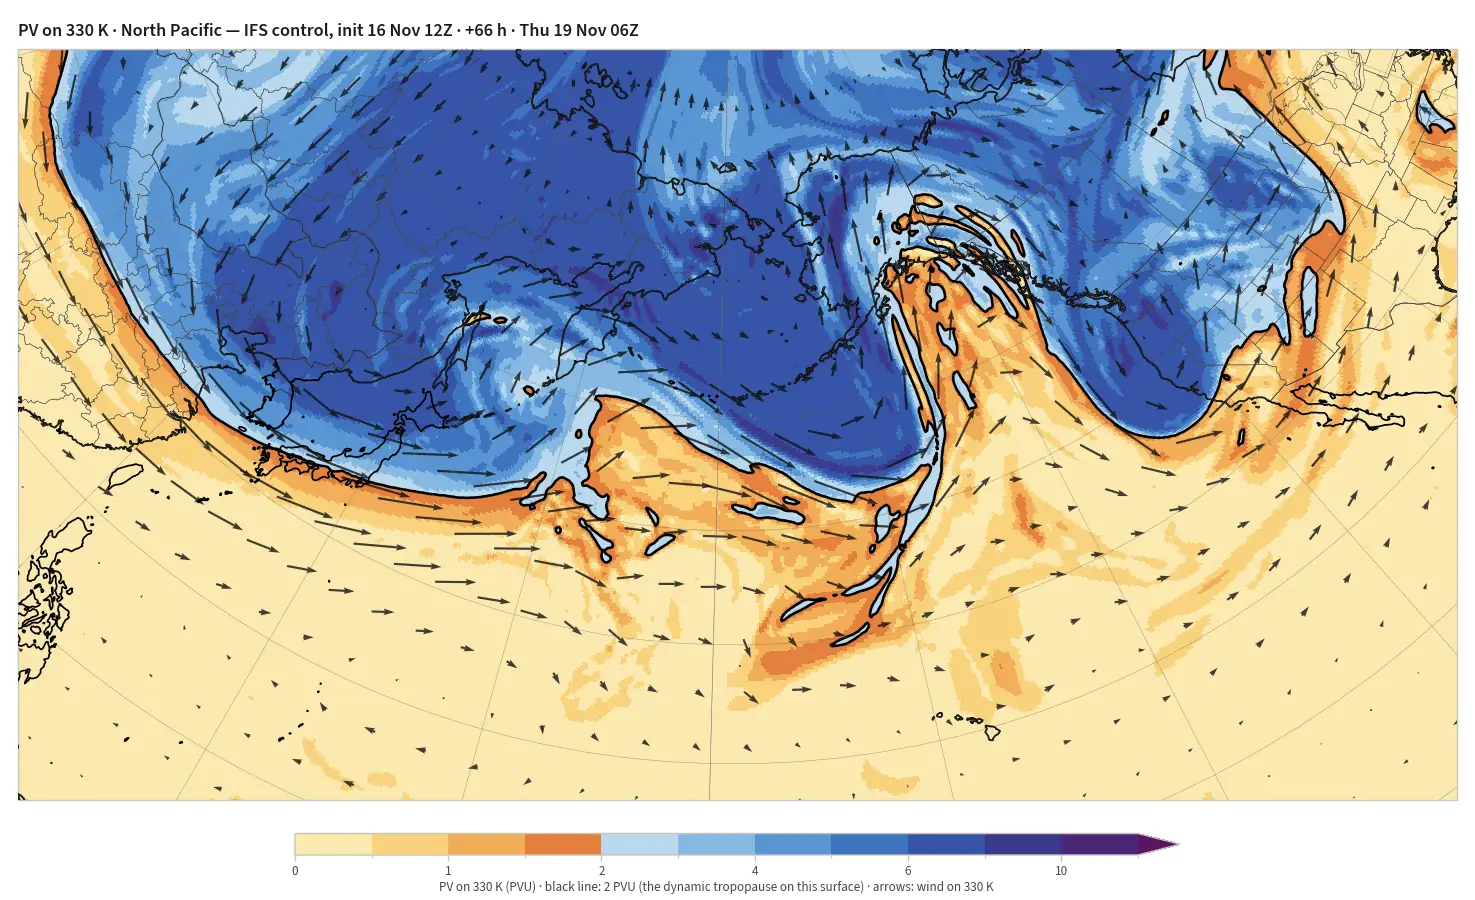 PV on 330 K · North Pacific — IFS control, init 16 Nov 12Z · +66 h · Thu 19 Nov 06Z
0 1 2 4 6 10
PV on 330 K (PVU) · black line: 2 PVU (the dynamic tropopause on this surface) · arrows: wind on 330 K